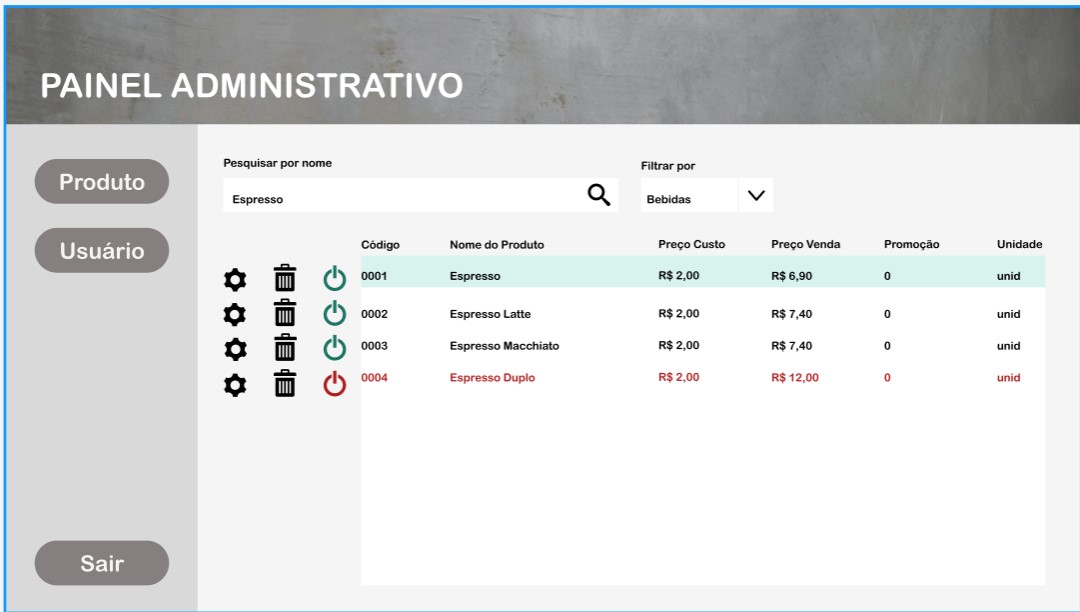 PAINEL ADMINISTRATIVO
Produto
Usuário
Sair
Pesquisar por nome
Espresso
Filtrar por
Bebidas
Código Nome do Produto Preço Custo Preço Venda Promoção Unidade
0001 Espresso R$ 2,00 R$ 6,90 0 unid
0002 Espresso Latte R$ 2,00 R$ 7,40 0 unid
0003 Espresso Macchiato R$ 2,00 R$ 7,40 0 unid
0004 Espresso Duplo R$ 2,00 R$ 12,00 0 unid